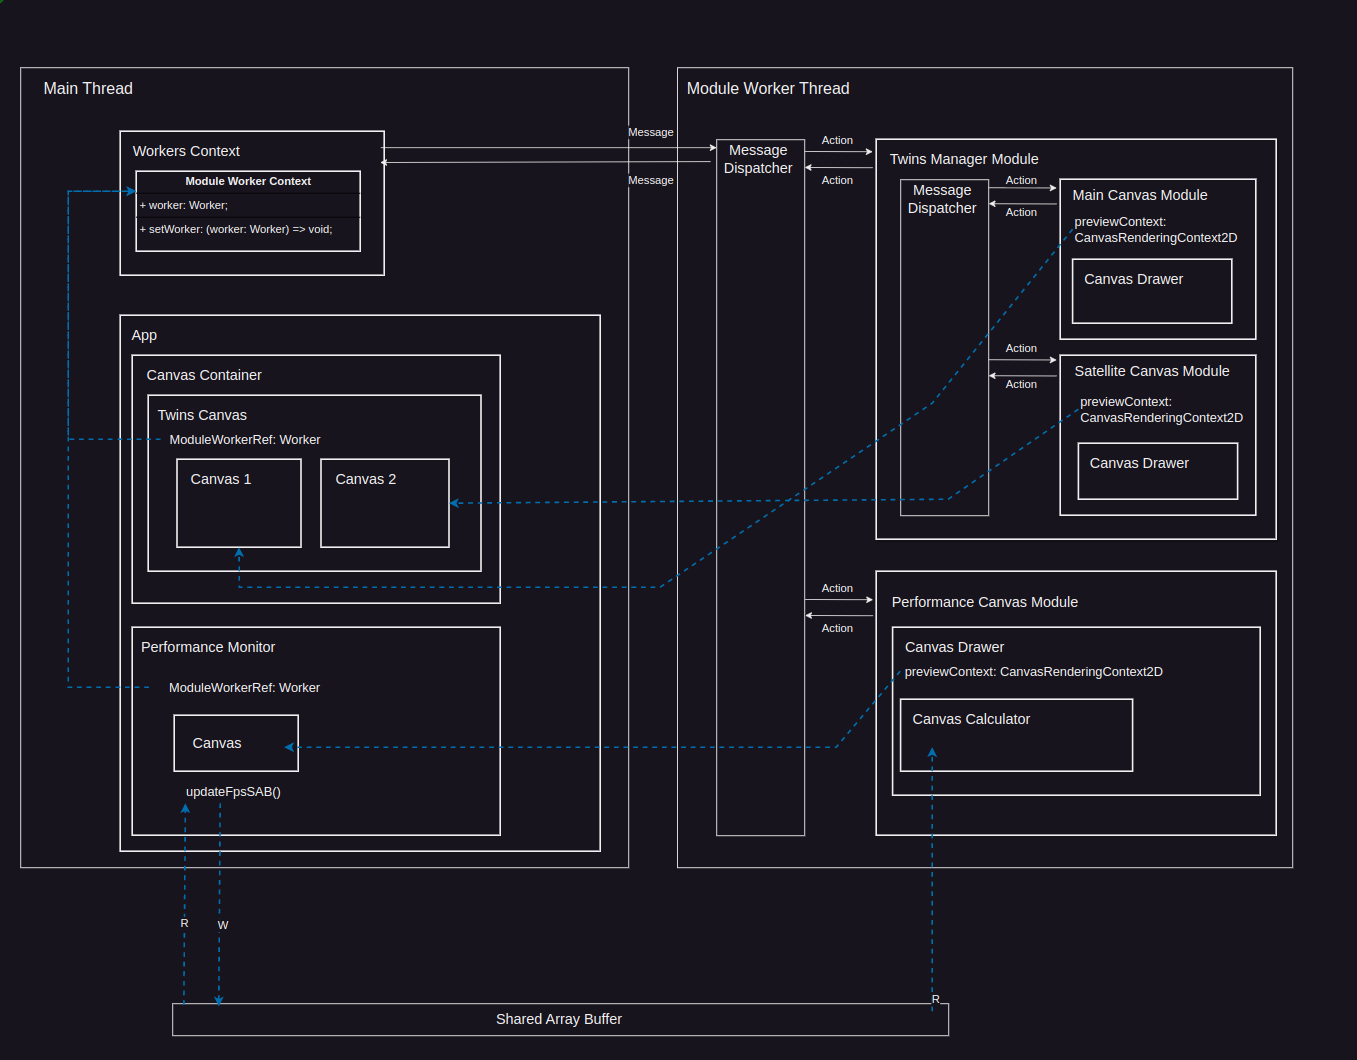 Main Thread
Workers Context
Module Worker Context
+ worker: Worker;
+ setWorker: (worker: Worker) => void;
App
Canvas Container
Twins Canvas
ModuleWorkerRef: Worker
Canvas 1
Canvas 2
Performance Monitor
ModuleWorkerRef: Worker
Canvas
updateFpsSAB()
R
W
Message
Message
Module Worker Thread
Message
Dispatcher
Action
Action
Twins Manager Module
Message
Dispatcher
Action
Action
Main Canvas Module
previewContext:
CanvasRenderingContext2D
Canvas Drawer
Action
Action
Satellite Canvas Module
previewContext:
CanvasRenderingContext2D
Canvas Drawer
Action
Action
Performance Canvas Module
Canvas Drawer
previewContext: CanvasRenderingContext2D
Canvas Calculator
R
Shared Array Buffer